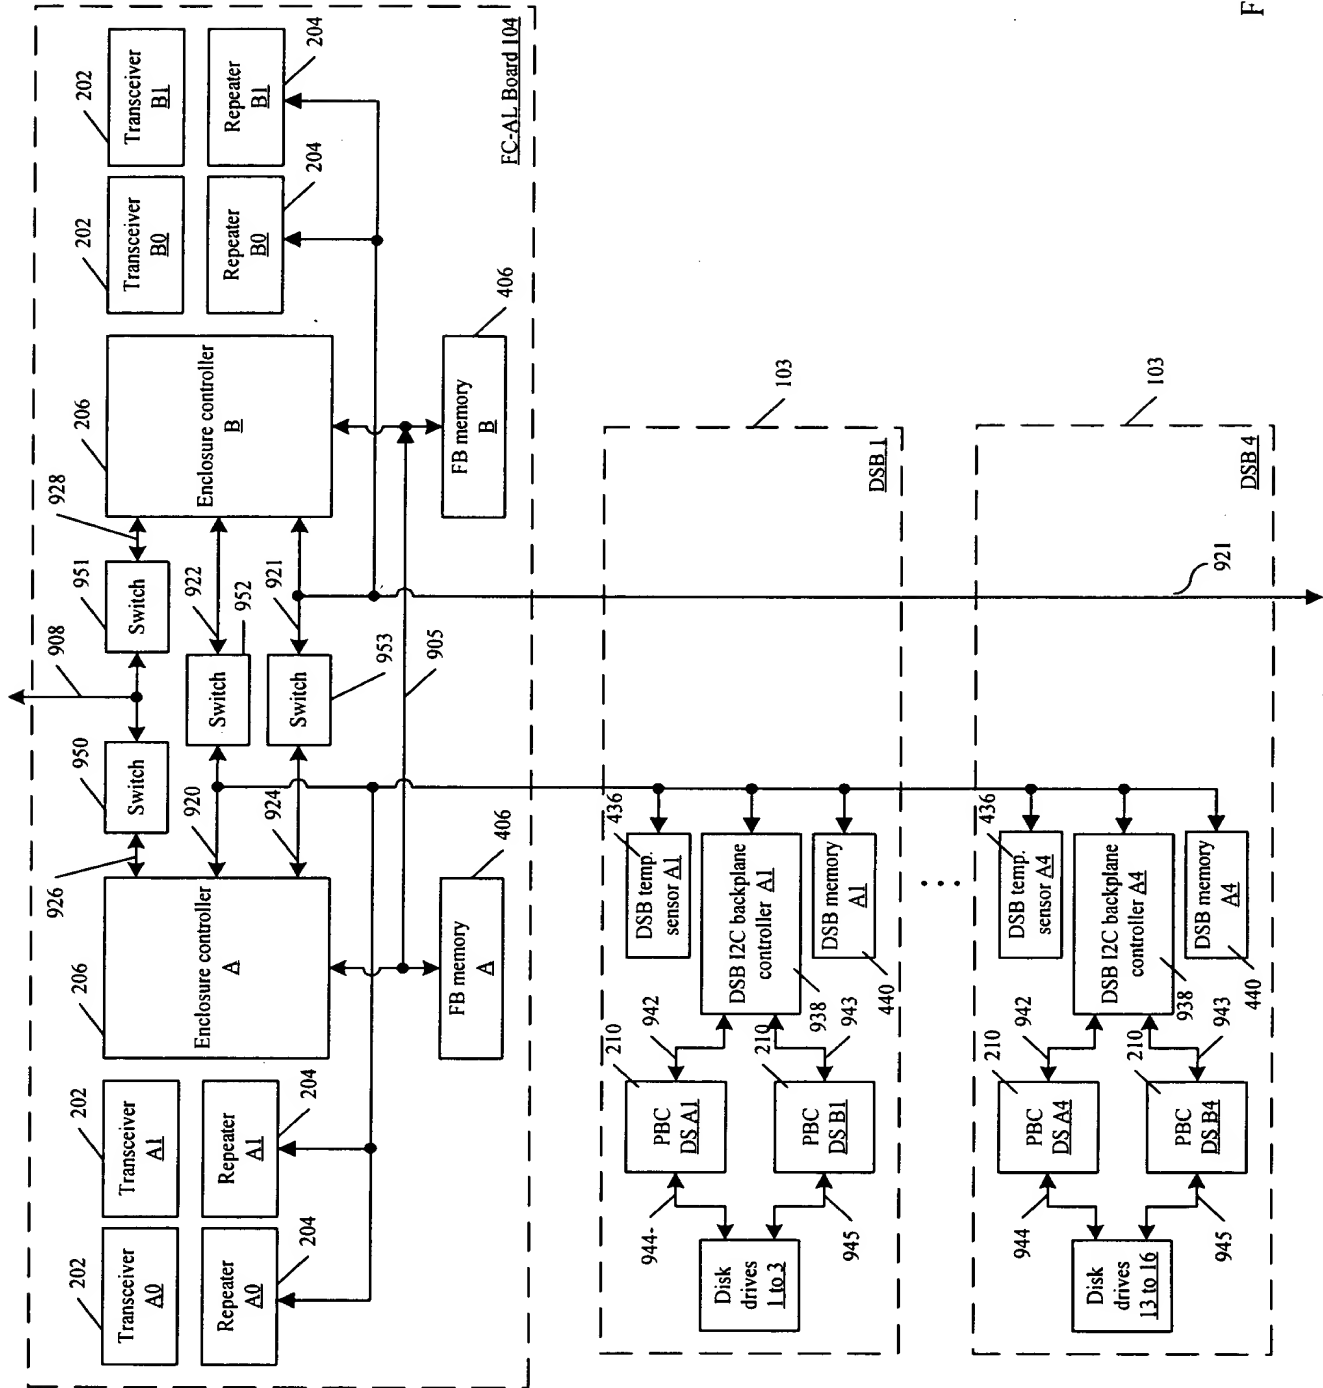 202
Transceiver
A0
202
Transceiver
A1
Repeater
A0
204
Repeater
A1
204
206
Enclosure controller
A
926
920
924
950
Switch
908
951
Switch
928
922
Switch
952
921
Switch
953
905
206
Enclosure controller
B
202
Transceiver
B0
202
Transceiver
B1
Repeater
B0
204
Repeater
B1
204
FB memory
A
406
FB memory
B
406
FC-AL Board 104
F
103
DSB 1
436
DSB temp.
sensor A1
DSB I2C backplane
controller A1
938
DSB memory
A1
440
942
943
210
PBC
DS A1
210
PBC
DS B1
944
945
Disk
drives
1 to 3
103
DSB 4
436
DSB temp.
sensor A4
DSB I2C backplane
controller A4
938
DSB memory
A4
440
942
943
210
PBC
DS A4
210
PBC
DS B4
944
945
Disk
drives
13 to 16
921